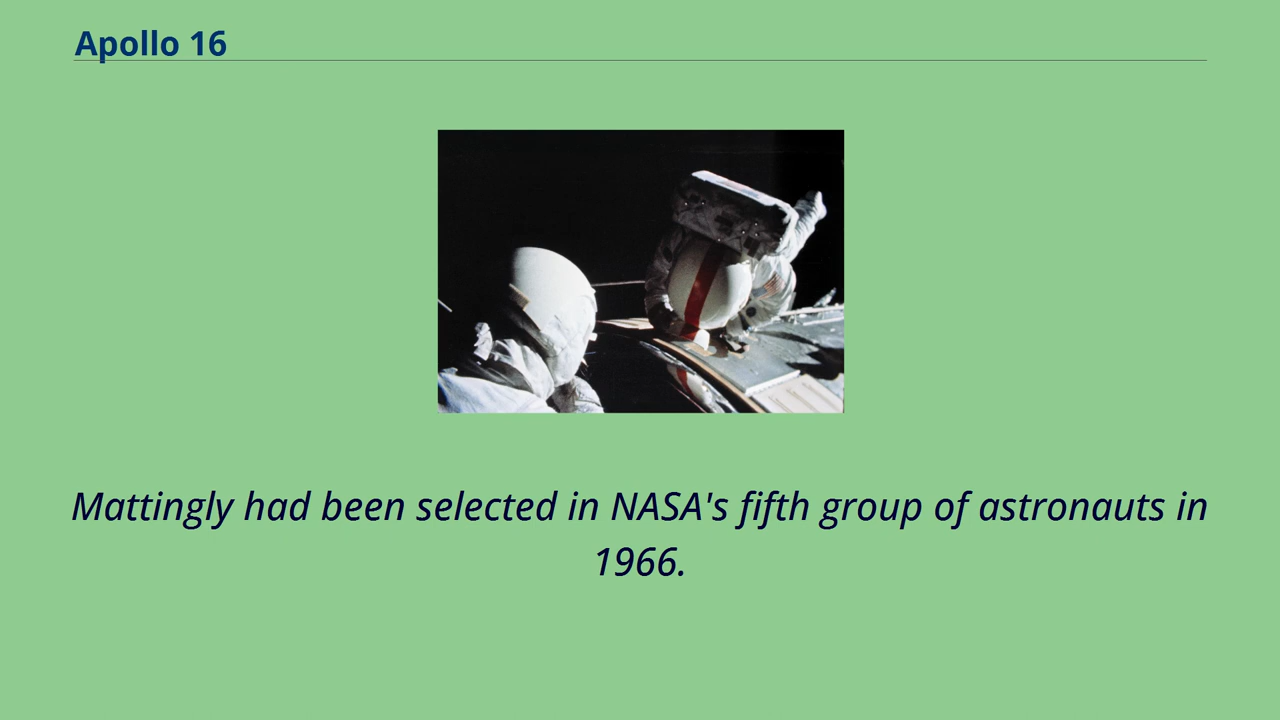 Apollo 16
Mattingly had been selected in NASA's fifth group of astronauts in
1966.